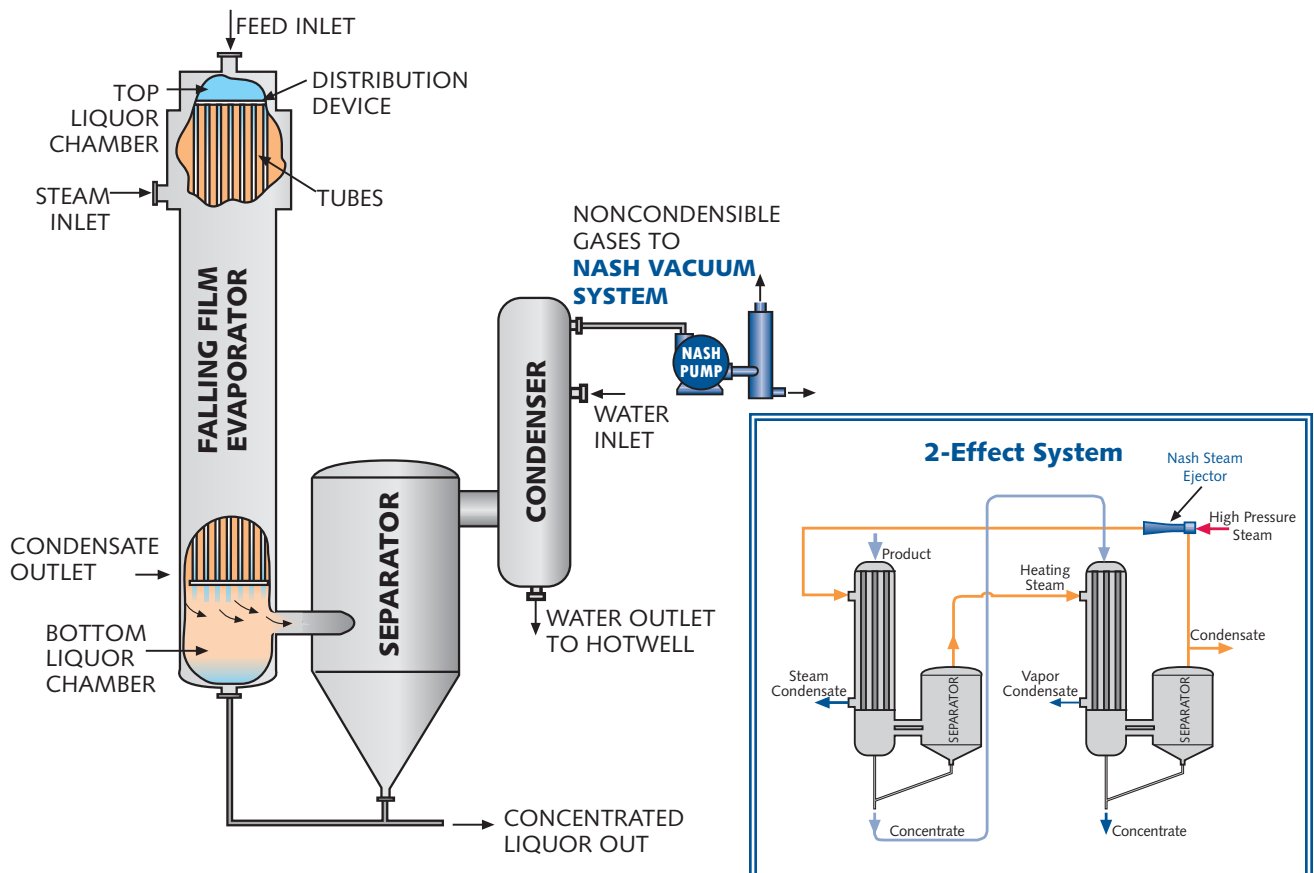 FEED INLET
TOP
LIQUOR
CHAMBER
DISTRIBUTION
DEVICE
STEAM
INLET
TUBES
FALLING FILM
EVAPORATOR
NONCONDENSIBLE
GASES TO
NASH VACUUM
SYSTEM
NASH
PUMP
CONDENSER
WATER
INLET
SEPARATOR
CONDENSATE
OUTLET
BOTTOM
LIQUOR
CHAMBER
WATER OUTLET
TO HOTWELL
CONCENTRATED
LIQUOR OUT
2-Effect System
Nash Steam
Ejector
High Pressure
Steam
Product
Heating
Steam
Condensate
Steam
Condensate
SEPARATOR
Vapor
Condensate
SEPARATOR
Concentrate
Concentrate